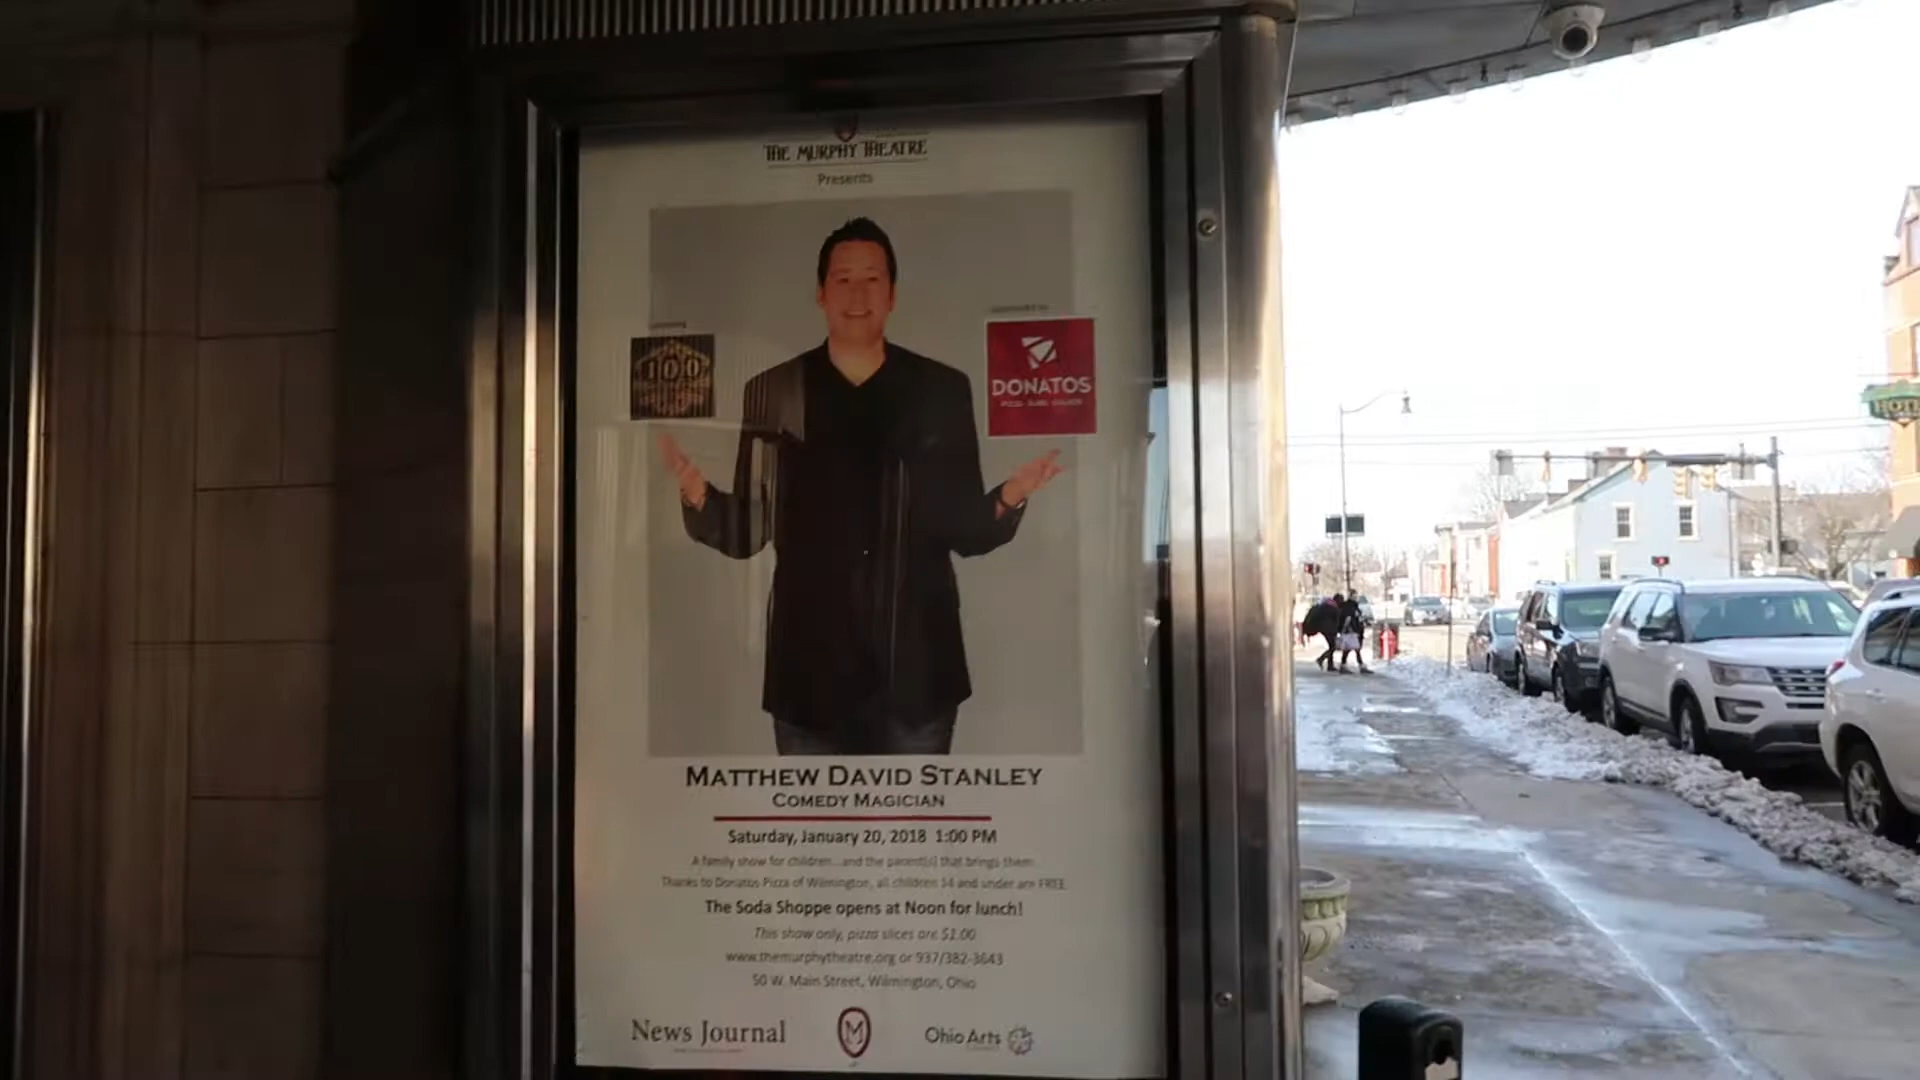 THE MURPHY THEATRE
Presents
100
DONATOS
MATTHEW DAVID STANLEY
COMEDY MAGICIAN
Saturday, January 20, 2018 1:00 PM
A family show for children...and the parent(s) that brings them.
Thanks to Donatos Pizza of Wilmington, all children 14 and under are FREE
The Soda Shoppe opens at Noon for lunch!
This show only, pizza slices are $1.00
www.themurphytheatre.org or 937/382-3643
50 W. Main Street, Wilmington, Ohio
News Journal
M
Ohio Arts
HOT